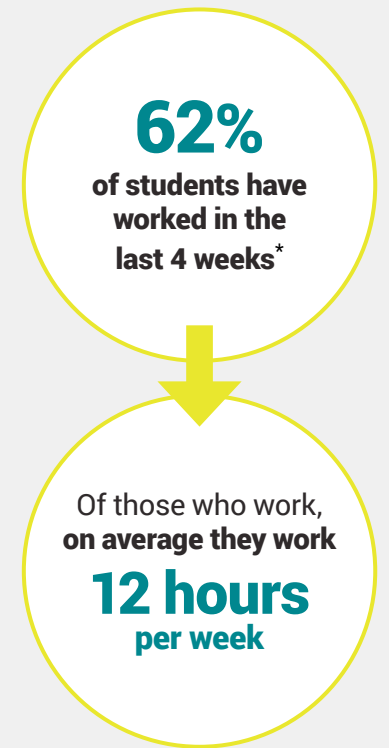 62%
of students have
worked in the
last 4 weeks*
Of those who work,
on average they work
12 hours
per week